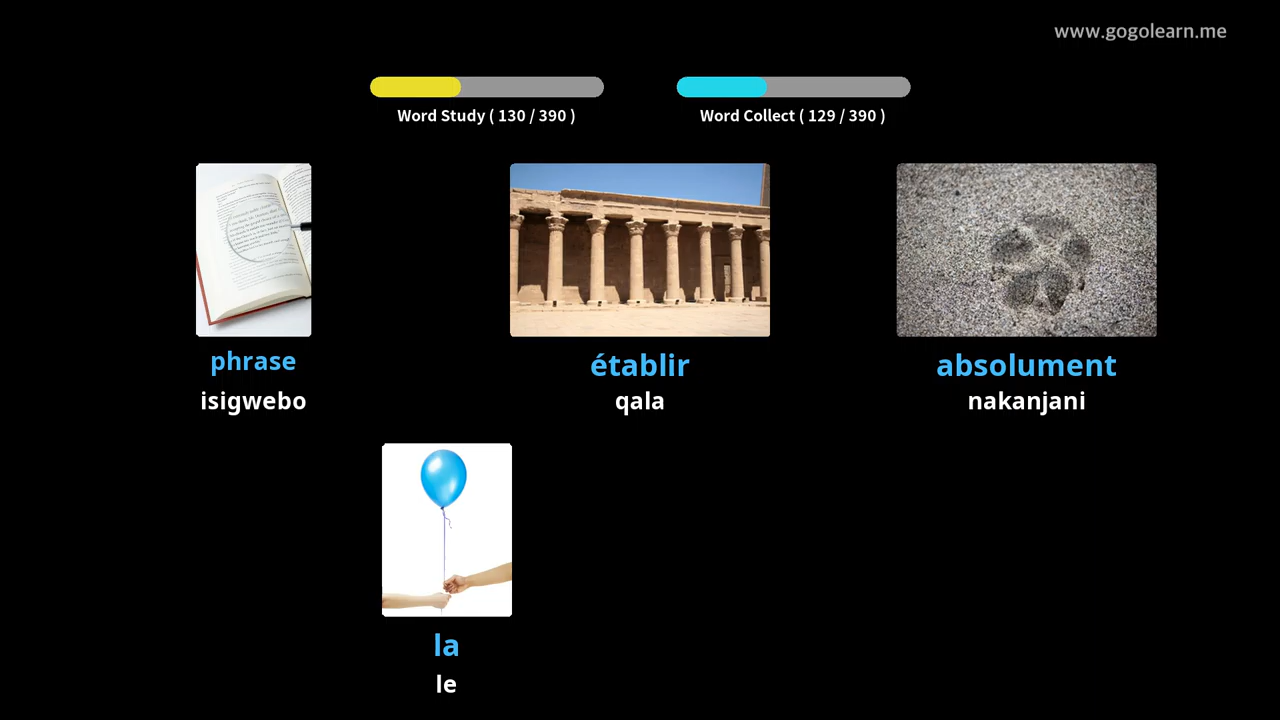 www.gogolearn.me
Word Study ( 130 / 390 )
Word Collect ( 129 / 390 )
phrase
isigwebo
établir
qala
absolument
nakanjani
la
le